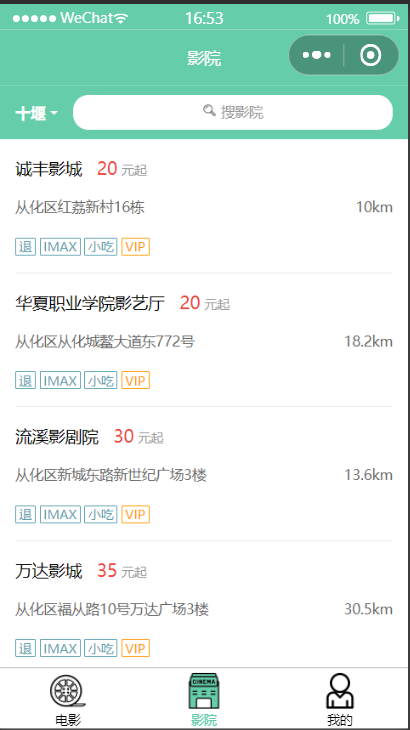 WeChat 16:53 100%
影院
十堰 搜影院
诚丰影城 20 元起
从化区红荔新村16栋 10km
退 IMAX 小吃 VIP
华夏职业学院影艺厅 20 元起
从化区从化城鳌大道东772号 18.2km
退 IMAX 小吃 VIP
流溪影剧院 30 元起
从化区新城东路新世纪广场3楼 13.6km
退 IMAX 小吃 VIP
万达影城 35 元起
从化区福从路10号万达广场3楼 30.5km
退 IMAX 小吃 VIP
CINEMA
电影 影院 我的